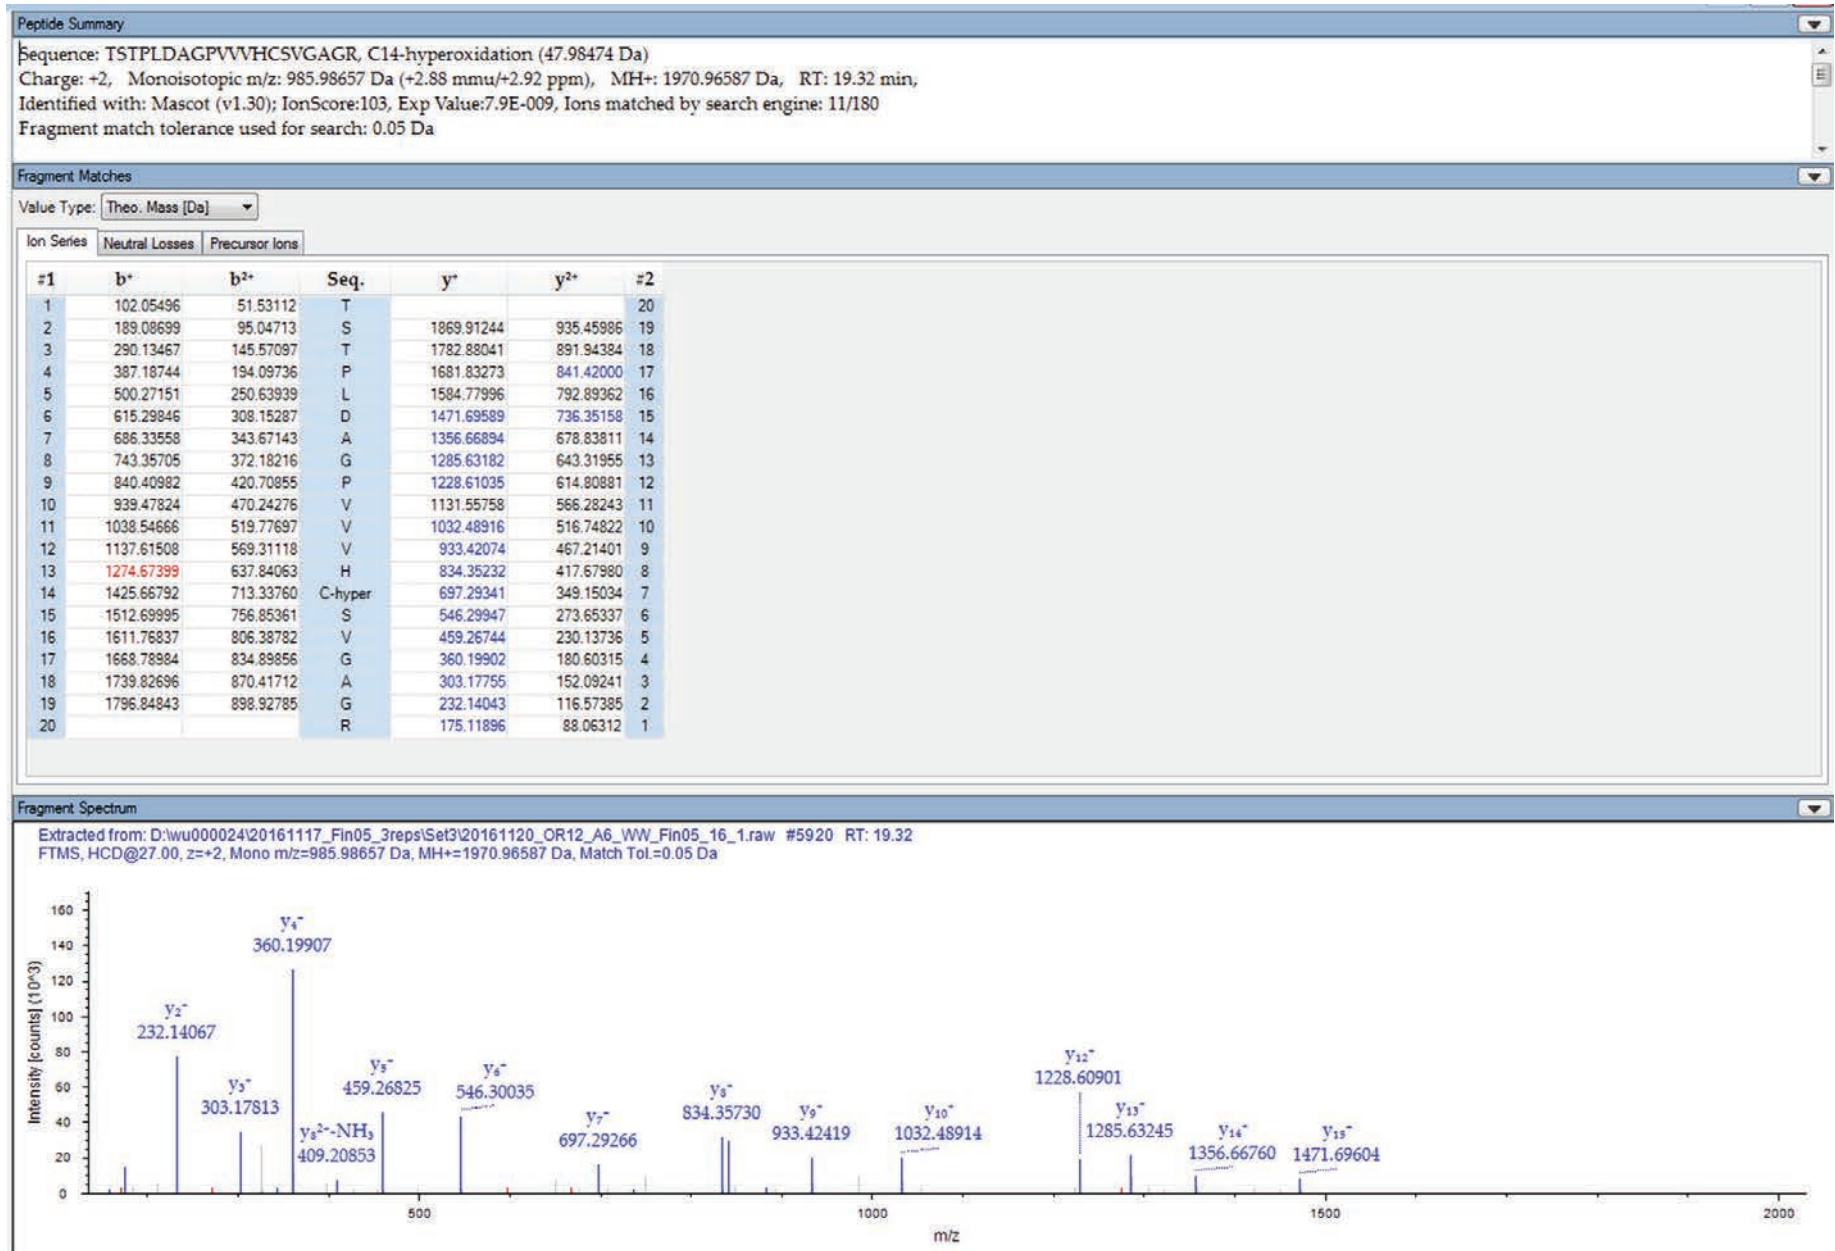 Peptide Summary
Sequence: TSTPLDAGPVVVHCSVGAGR, C14-hyperoxidation (47.98474 Da)
Charge: +2, Monoisotopic m/z: 985.98657 Da (+2.88 mmu/+2.92 ppm), MH+: 1970.96587 Da, RT: 19.32 min,
Identified with: Mascot (v1.30); IonScore:103, Exp Value:7.9E-009, Ions matched by search engine: 11/180
Fragment match tolerance used for search: 0.05 Da
Fragment Matches
Value Type: Theo. Mass [Da]
Ion Series Neutral Losses Precursor Ions
#1 b⁺ b²⁺ Seq. y⁺ y²⁺ #2
1 102.05496 51.53112 T 20
2 189.08699 95.04713 S 1869.91244 935.45986 19
3 290.13467 145.57097 T 1782.88041 891.94384 18
4 387.18744 194.09736 P 1681.83273 841.42000 17
5 500.27151 250.63939 L 1584.77996 792.89362 16
6 615.29846 308.15287 D 1471.69589 736.35158 15
7 686.33558 343.67143 A 1356.66894 678.83811 14
8 743.35705 372.18216 G 1285.63182 643.31955 13
9 840.40982 420.70855 P 1228.61035 614.80881 12
10 939.47824 470.24276 V 1131.55758 566.28243 11
11 1038.54666 519.77697 V 1032.48916 516.74822 10
12 1137.61508 569.31118 V 933.42074 467.21401 9
13 1274.67399 637.84063 H 834.35232 417.67980 8
14 1425.66792 713.33760 C-hyper 697.29341 349.15034 7
15 1512.69995 756.85361 S 546.29947 273.65337 6
16 1611.76837 806.38782 V 459.26744 230.13736 5
17 1668.78984 834.89856 G 360.19902 180.60315 4
18 1739.82696 870.41712 A 303.17755 152.09241 3
19 1796.84843 898.92785 G 232.14043 116.57385 2
20 R 175.11896 88.06312 1
Fragment Spectrum
Extracted from: D:\wu000024\20161117_Fin05_3reps\Set3\20161120_OR12_A6_WW_Fin05_16_1.raw #5920 RT: 19.32
FTMS, HCD@27.00, z=+2, Mono m/z=985.98657 Da, MH+=1970.96587 Da, Match Tol.=0.05 Da
Intensity [counts] (10^3)
160
140
120
100
80
60
40
20
0
y₂⁺
232.14067
y₃⁺
303.17813
y₄⁺
360.19907
y₈²⁺-NH₃
409.20853
y₅⁺
459.26825
y₆⁺
546.30035
y₇⁺
697.29266
y₈⁺
834.35730
y₉⁺
933.42419
y₁₀⁺
1032.48914
y₁₂⁺
1228.60901
y₁₃⁺
1285.63245
y₁₄⁺
1356.66760
y₁₅⁺
1471.69604
500 1000 1500 2000
m/z